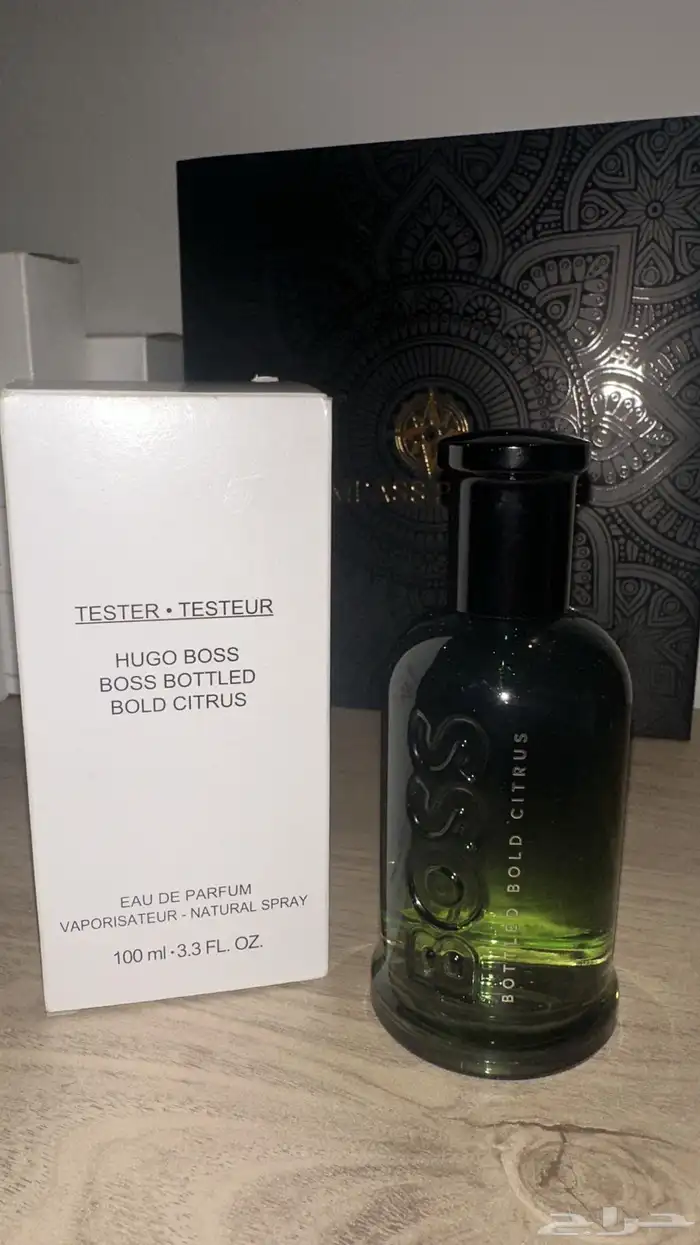 TESTER • TESTEUR
HUGO BOSS
BOSS BOTTLED
BOLD CITRUS
EAU DE PARFUM
VAPORISATEUR - NATURAL SPRAY
100 ml • 3.3 FL. OZ.
BOSS
BOTTLED BOLD CITRUS
حراج